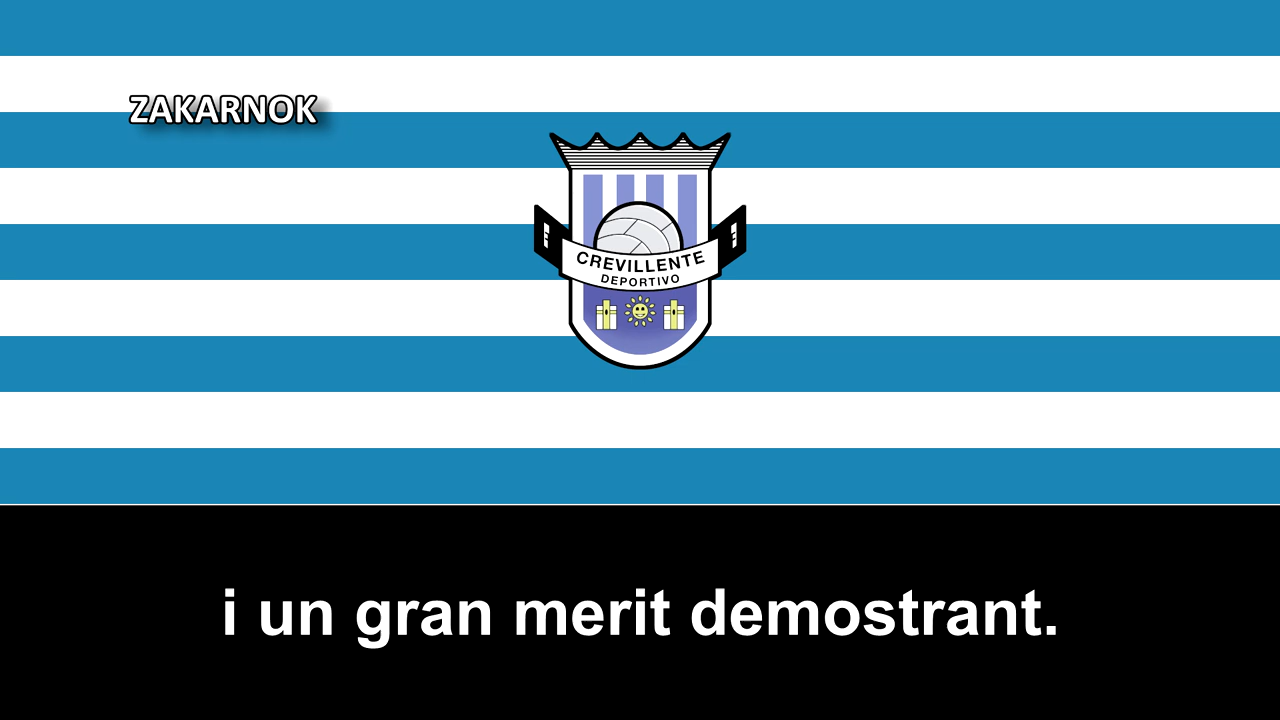 ZAKARNOK
CREVILLENTE
DEPORTIVO
i un gran merit demostrant.